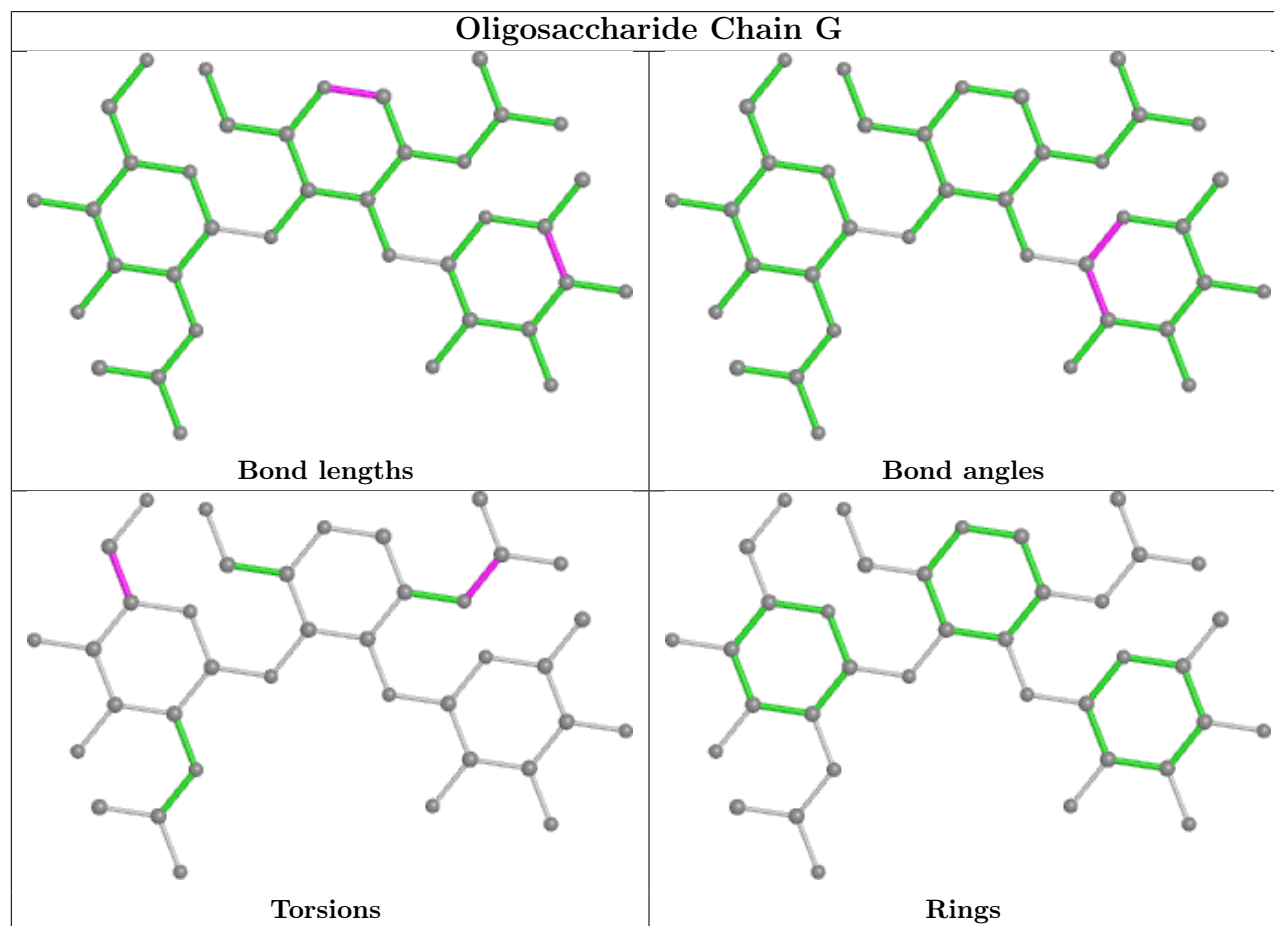 Oligosaccharide Chain G
Bond lengths
Bond angles
Torsions
Rings